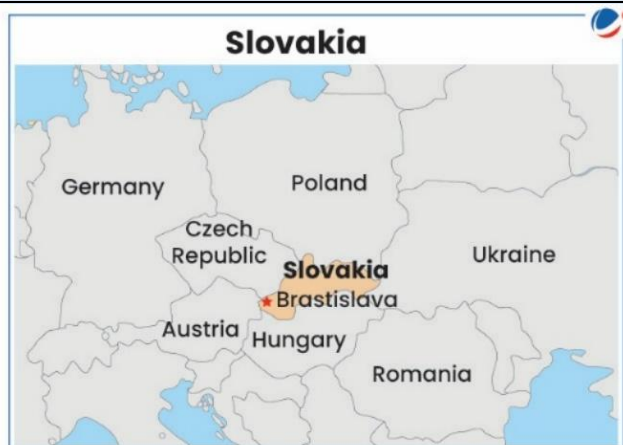 Slovakia
Germany
Poland
Czech
Republic
Ukraine
Slovakia
Brastislava
Austria
Hungary
Romania